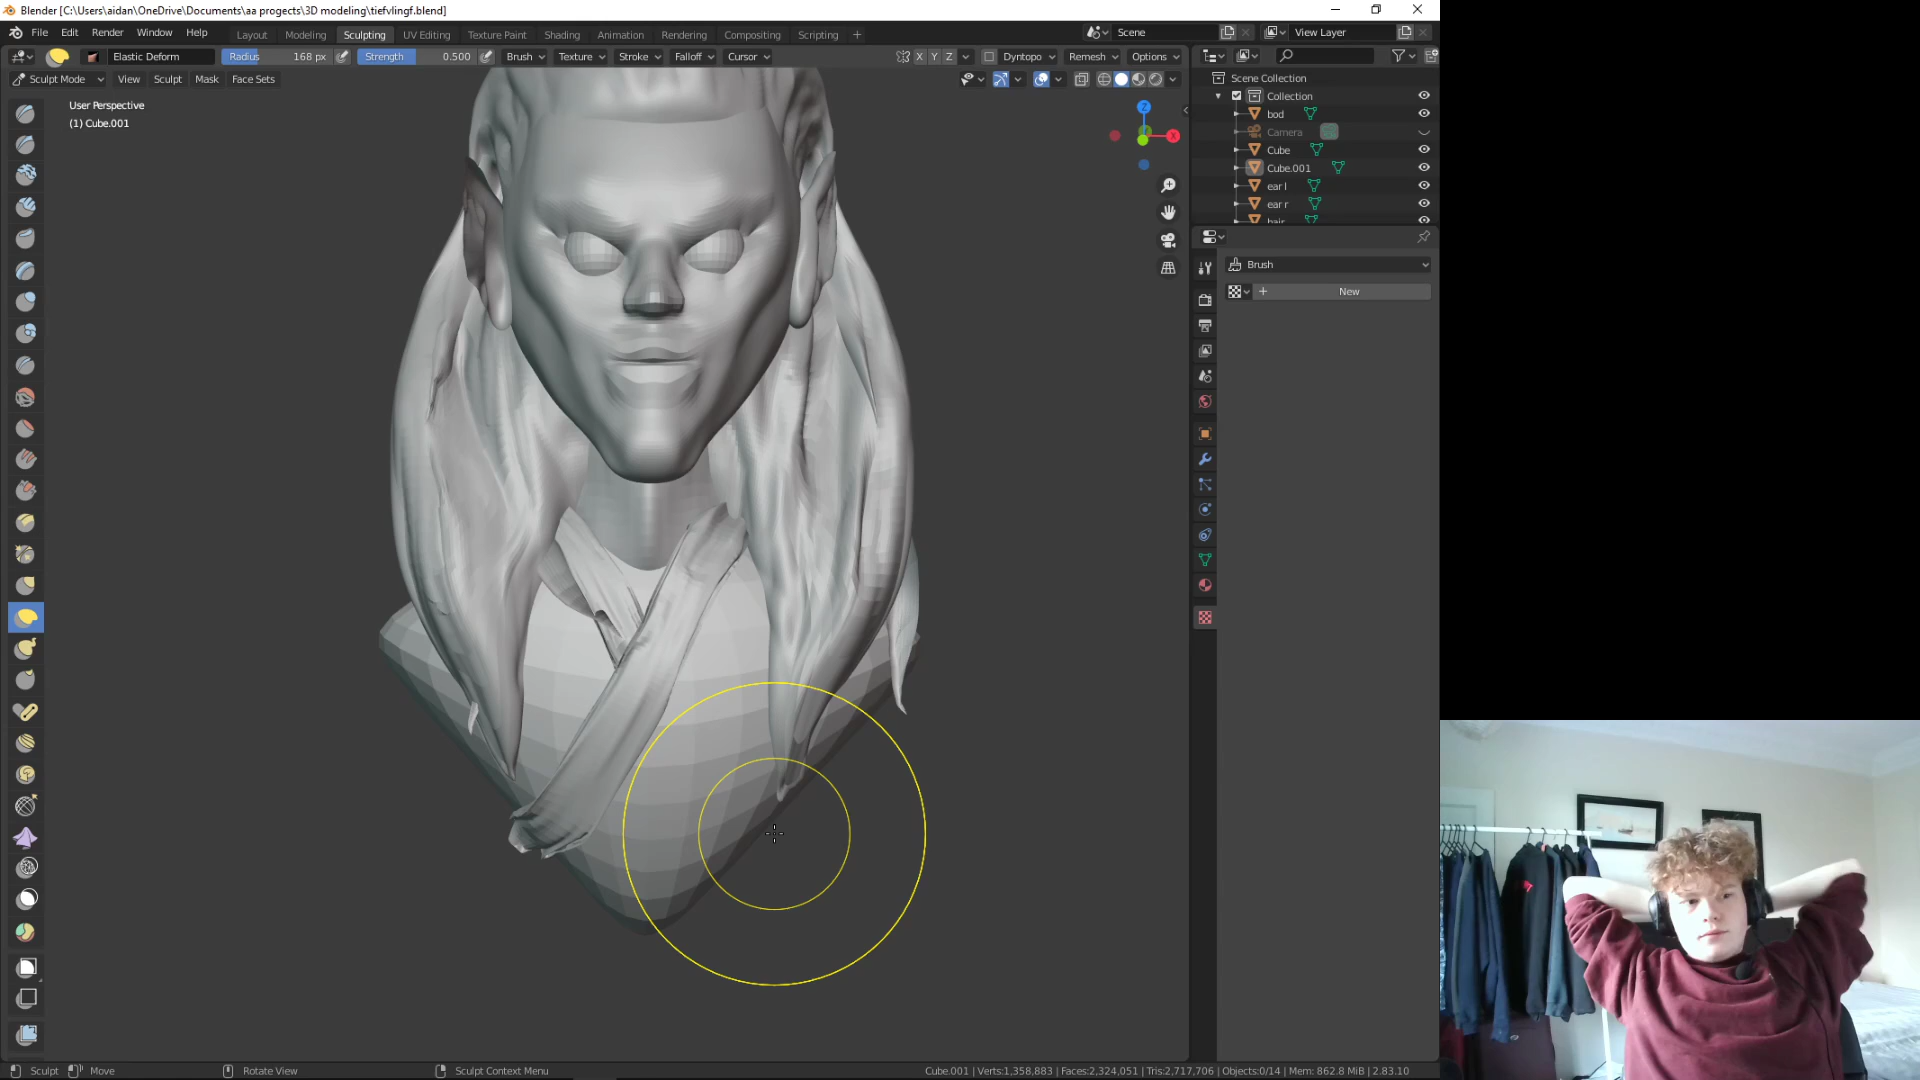 Blender [C:\Users\aidan\OneDrive\Documents\aa progects\3D modeling\tiefvlingf.blend]
File Edit Render Window Help Layout Modeling Sculpting UV Editing Texture Paint Shading Animation Rendering Compositing Scripting + Scene View Layer
Elastic Deform Radius 168 px Strength 0.500 Brush Texture Stroke Falloff Cursor X Y Z Dyntopo Remesh Options
Sculpt Mode View Sculpt Mask Face Sets
Scene Collection
User Perspective
(1) Cube.001
Collection
Z
X
bod
Camera
Cube
Cube.001
ear l
ear r
hair
Brush
+ New
Sculpt Move Rotate View Sculpt Context Menu Cube.001 | Verts:1,358,883 | Faces:2,324,051 | Tris:2,717,706 | Objects:0/14 | Mem: 862.8 MiB | 2.83.10